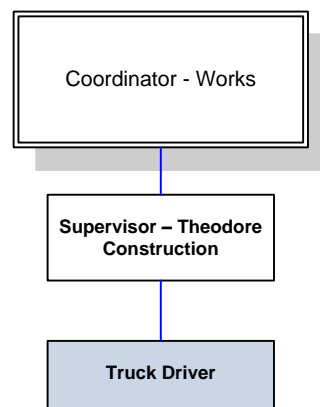 Coordinator - Works
Supervisor – Theodore
Construction
Truck Driver